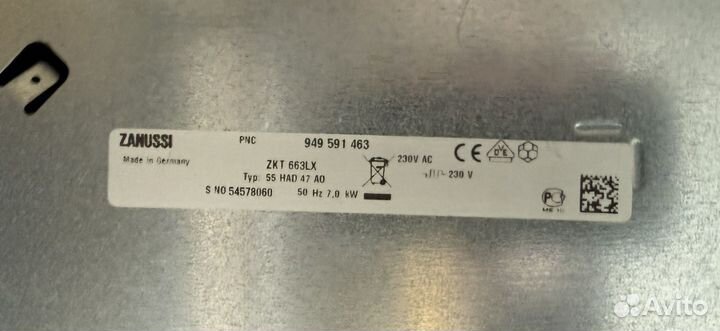 ZANUSSI PNC 949 591 463
Made in Germany ZKT 663LX 230V AC
Typ: 55 HAD 47 AO 230 V
S NO 54578060 50 Hz 7.0 kW
Avito